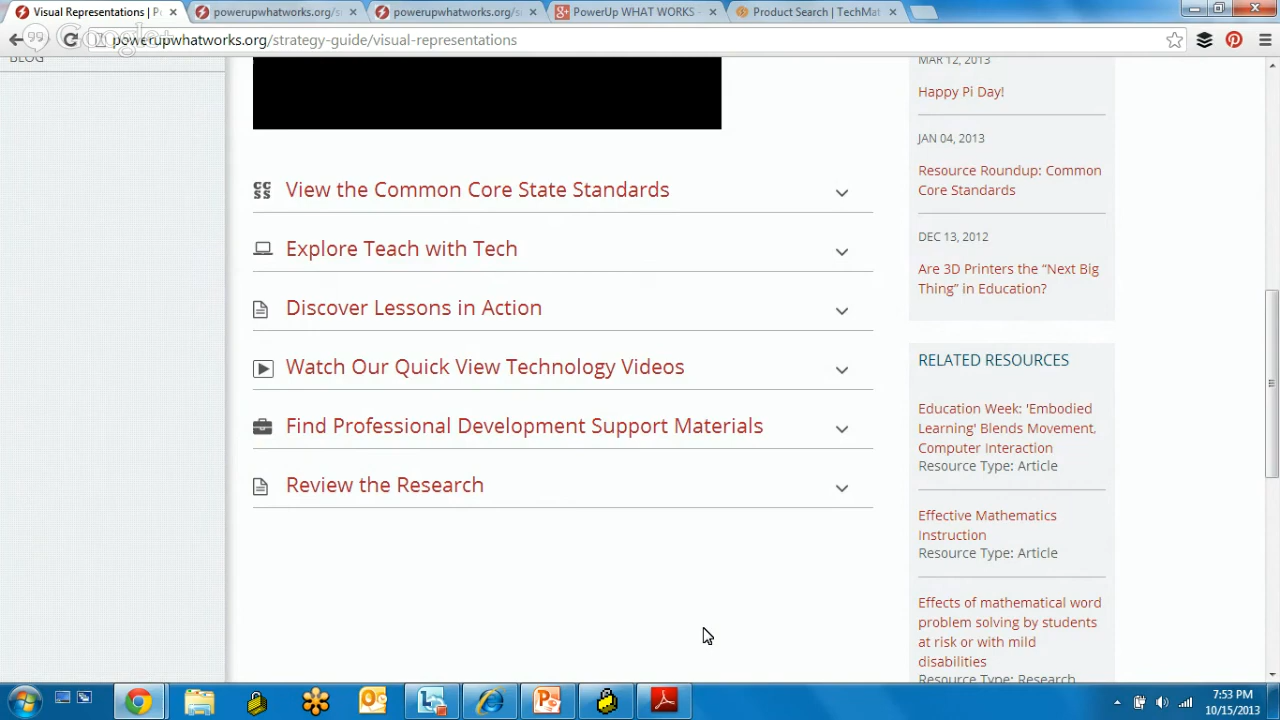 Visual Representations | P
powerupwhatworks.org/s
powerupwhatworks.org/s
PowerUp WHAT WORKS -
Product Search | TechMat
powerupwhatworks.org/strategy-guide/visual-representations
Google+
BLOG
View the Common Core State Standards
Explore Teach with Tech
Discover Lessons in Action
Watch Our Quick View Technology Videos
Find Professional Development Support Materials
Review the Research
MAR 12, 2013
Happy Pi Day!
JAN 04, 2013
Resource Roundup: Common
Core Standards
DEC 13, 2012
Are 3D Printers the “Next Big
Thing” in Education?
RELATED RESOURCES
Education Week: 'Embodied
Learning' Blends Movement,
Computer Interaction
Resource Type: Article
Effective Mathematics
Instruction
Resource Type: Article
Effects of mathematical word
problem solving by students
at risk or with mild
disabilities
Resource Type: Research
7:53 PM
10/15/2013